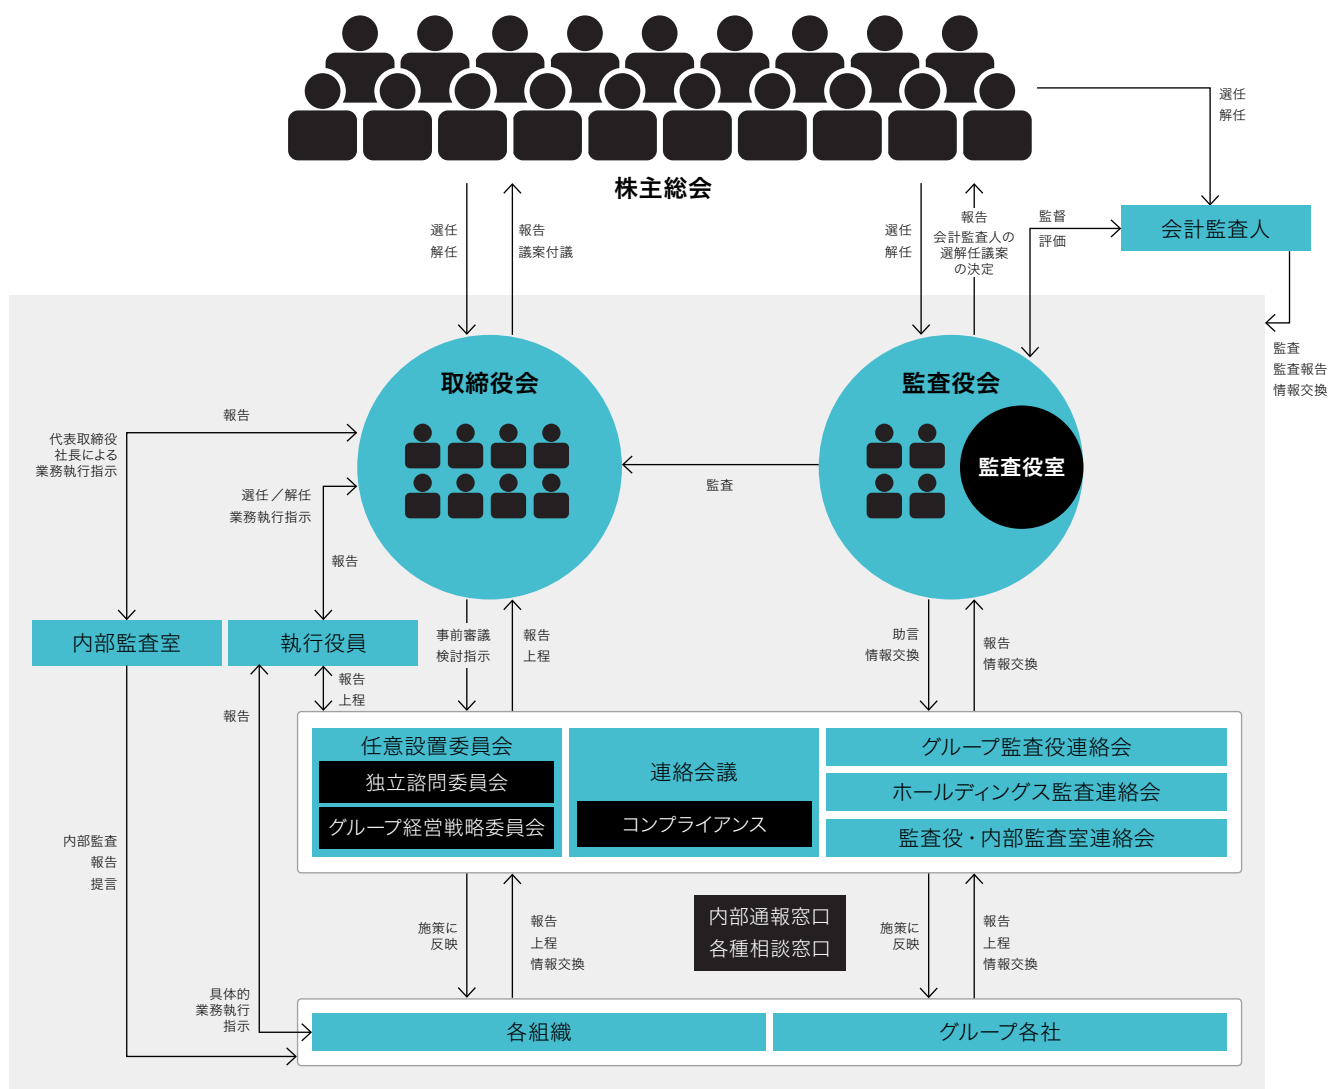 選任
解任
株主総会
会計監査人
選任
解任
報告
議案付議
選任
解任
報告
会計監査人の
選解任議案
の決定
監督
評価
監査
監査報告
情報交換
取締役会
監査役会
監査役室
監査
報告
代表取締役
社長による
業務執行指示
選任／解任
業務執行指示
報告
内部監査室
執行役員
事前審議
検討指示
報告
上程
助言
情報交換
報告
情報交換
報告
上程
報告
任意設置委員会
独立諮問委員会
グループ経営戦略委員会
連絡会議
コンプライアンス
グループ監査役連絡会
ホールディングス監査連絡会
監査役・内部監査室連絡会
内部監査
報告
提言
施策に
反映
報告
上程
情報交換
内部通報窓口
各種相談窓口
施策に
反映
報告
上程
情報交換
具体的
業務執行
指示
各組織
グループ各社